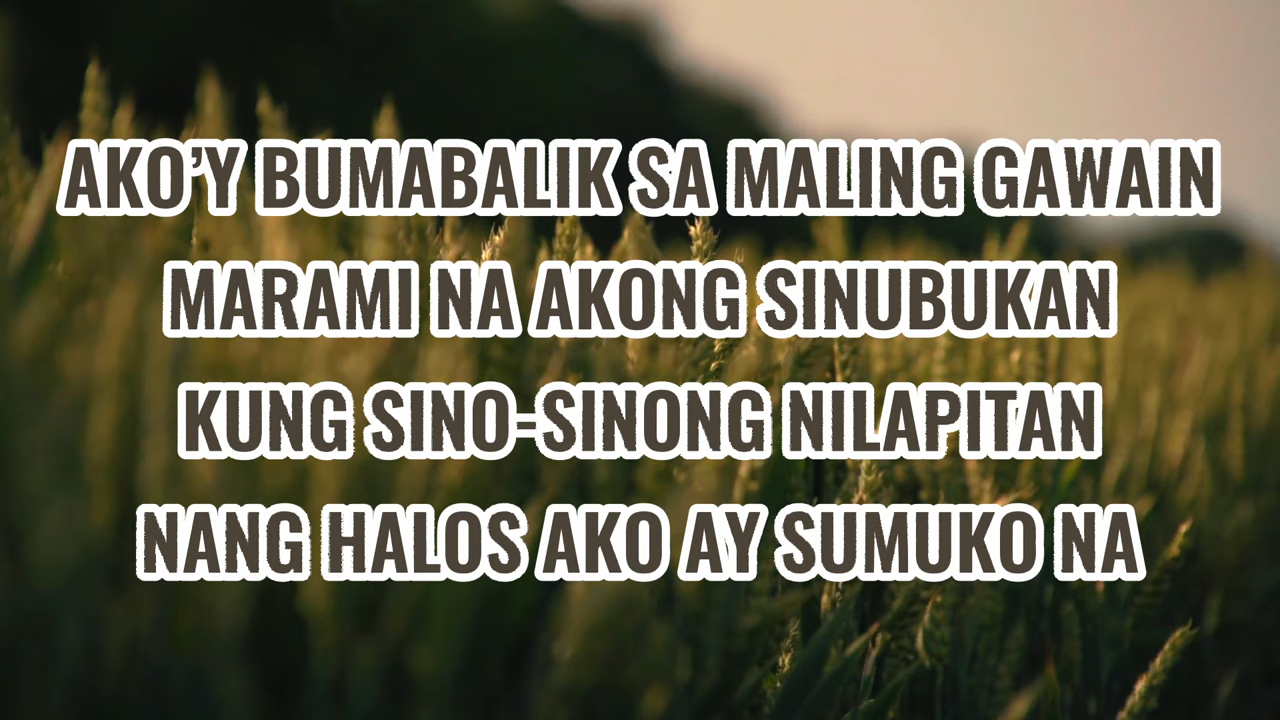 AKO’Y BUMABALIK SA MALING GAWAIN
MARAMI NA AKONG SINUBUKAN
KUNG SINO-SINONG NILAPITAN
NANG HALOS AKO AY SUMUKO NA